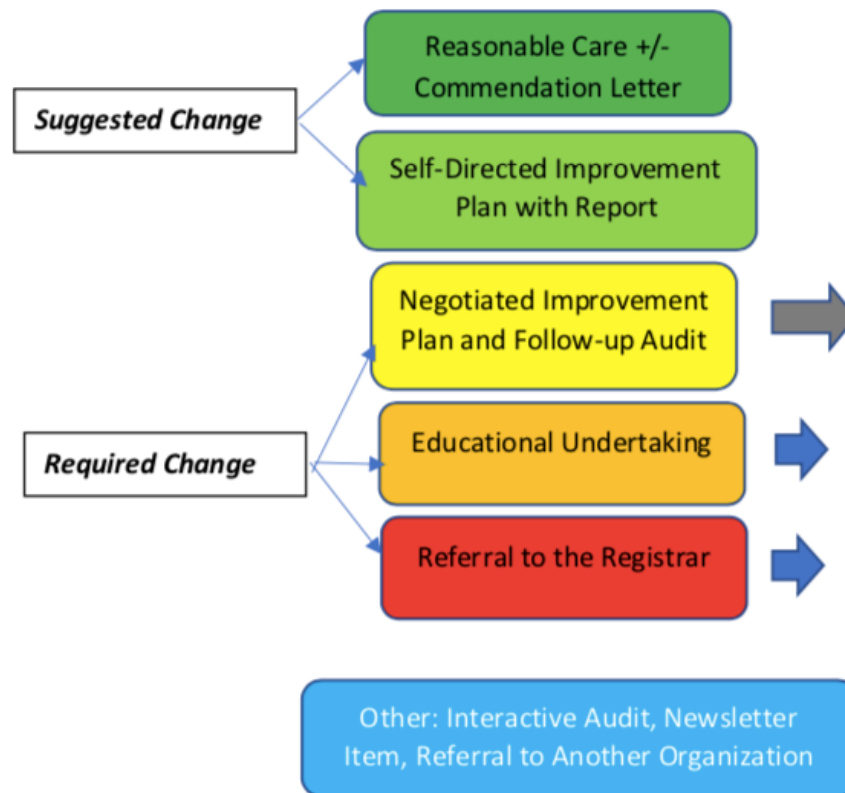 Reasonable Care +/-
Commendation Letter
Suggested Change
Self-Directed Improvement
Plan with Report
Negotiated Improvement
Plan and Follow-up Audit
Educational Undertaking
Required Change
Referral to the Registrar
Other: Interactive Audit, Newsletter
Item, Referral to Another Organization